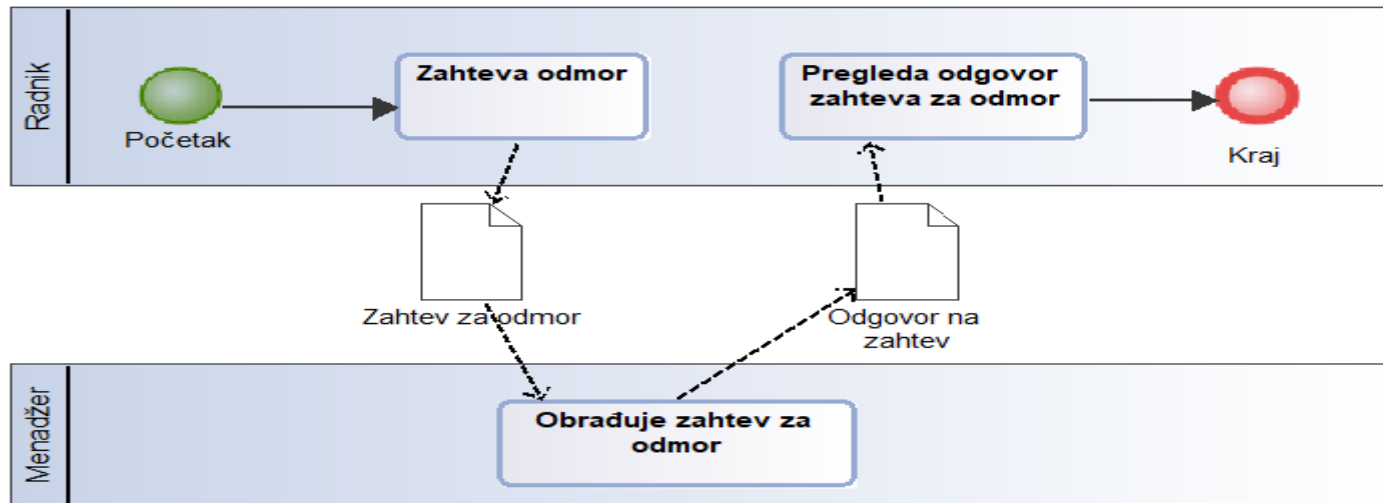 Radnik
Početak
Zahteva odmor
Pregleda odgovor
zahteva za odmor
Kraj
Zahtev za odmor
Odgovor na
zahtev
Menadžer
Obrađuje zahtev za
odmor